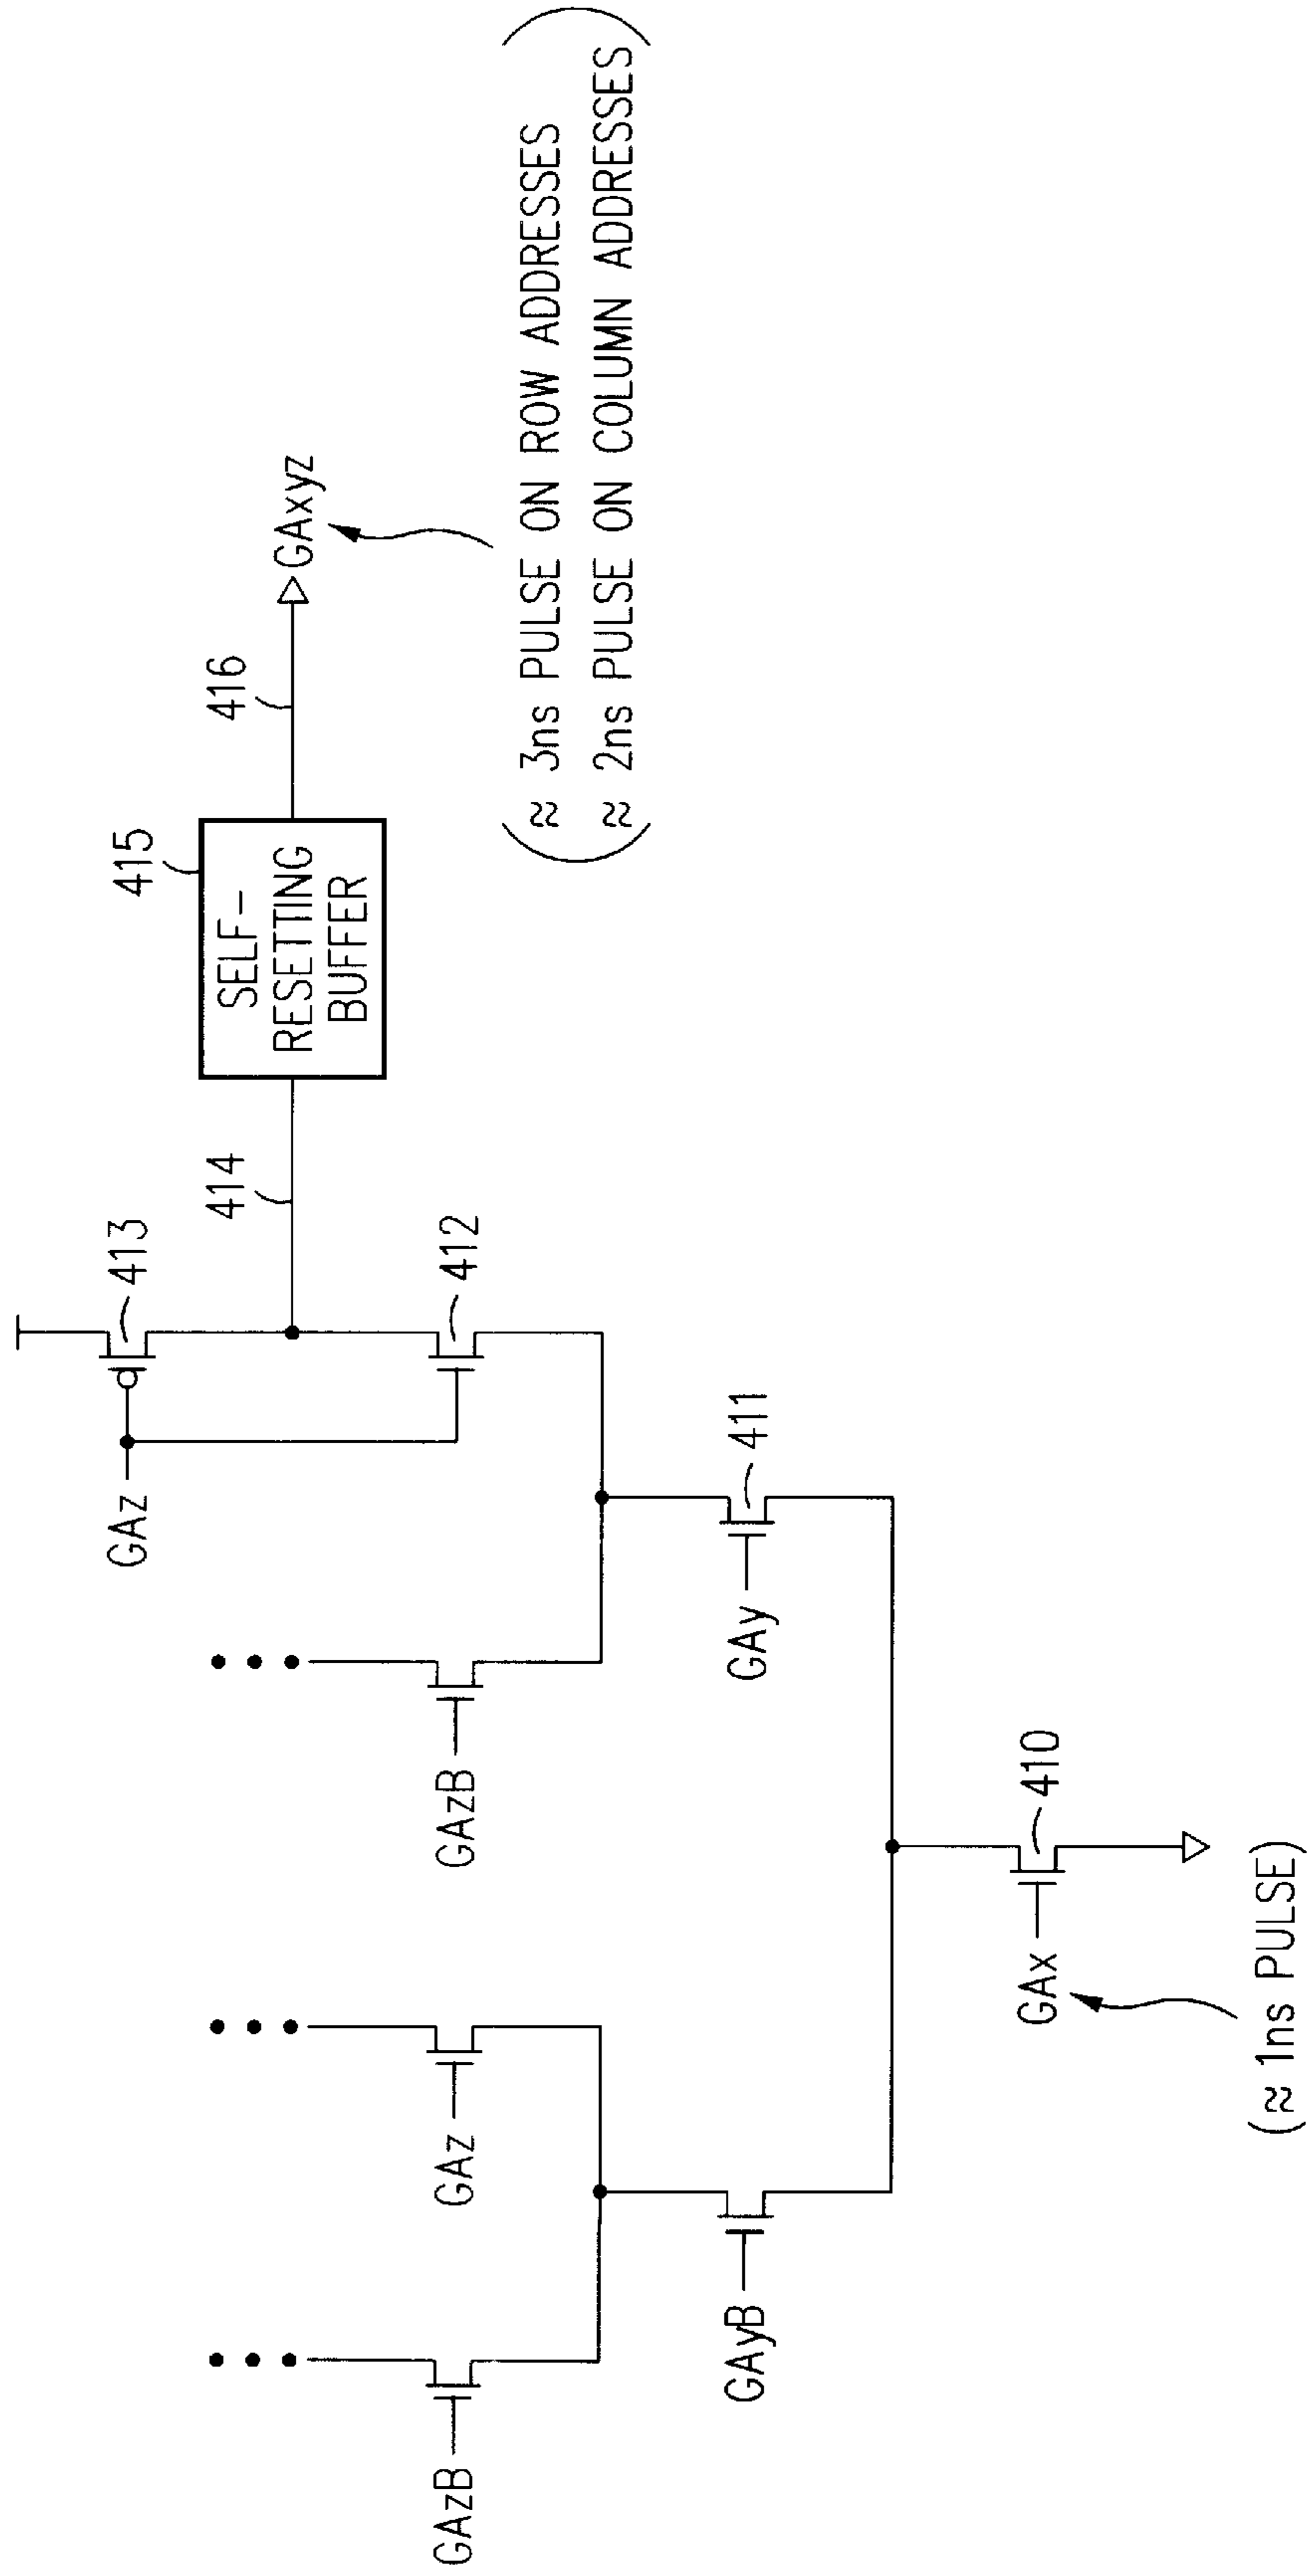 GAz
413
415
414
416
SELF-
RESETTING
BUFFER
GAxyz
GAzB
GAz
GAzB
412
(≈ 3ns PULSE ON ROW ADDRESSES
≈ 2ns PULSE ON COLUMN ADDRESSES)
GAyB
GAy
411
GAx
410
(≈ 1ns PULSE)